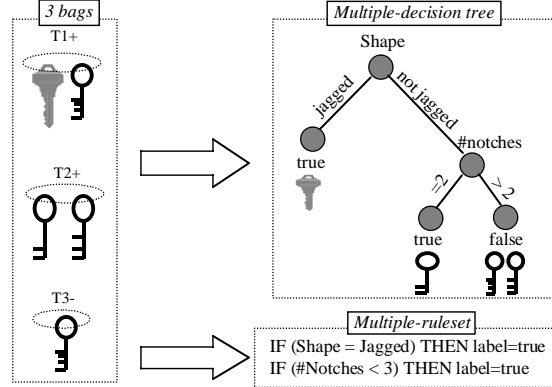 3 bags
T1+
T2+
T3-
Multiple-decision tree
Shape
jagged
not jagged
#notches
true
=2
> 2
true
false
Multiple-ruleset
IF (Shape = Jagged) THEN label=true
IF (#Notches < 3) THEN label=true